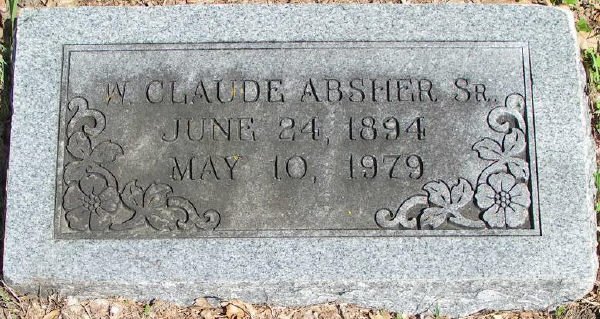 W. CLAUDE ABSHER SR.
JUNE 24, 1894
MAY 10, 1979